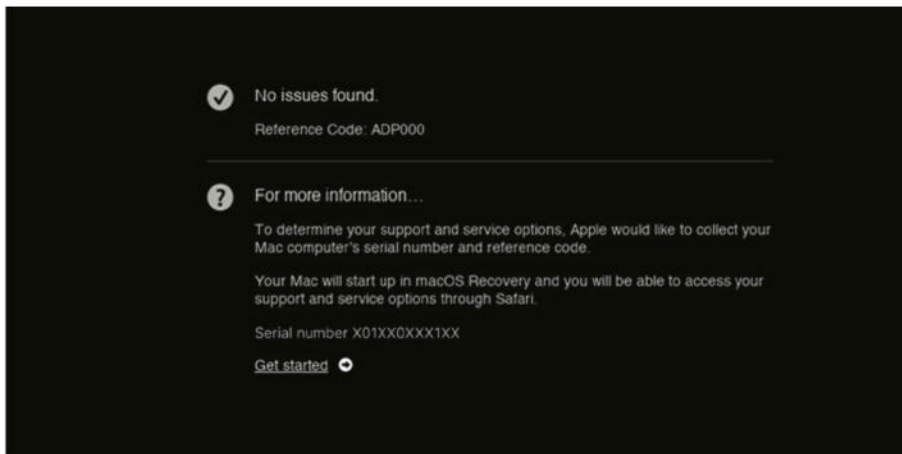 No issues found.
Reference Code: ADP000
For more information...
To determine your support and service options, Apple would like to collect your
Mac computer's serial number and reference code.
Your Mac will start up in macOS Recovery and you will be able to access your
support and service options through Safari.
Serial number X01XX0XXX1XX
Get started